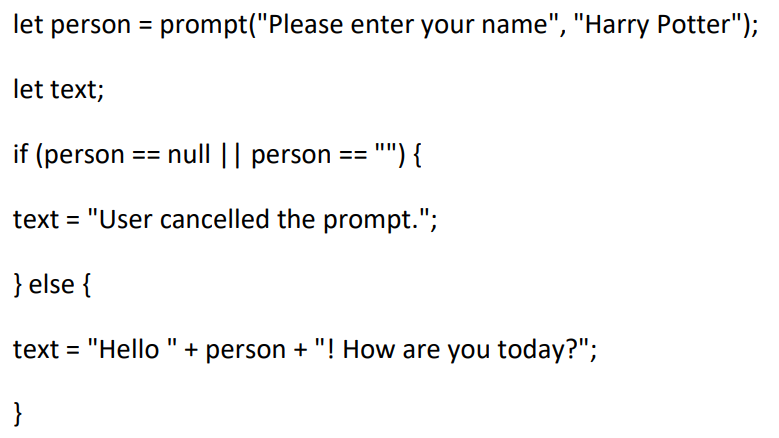 let person = prompt("Please enter your name", "Harry Potter");
let text;
if (person == null || person == "") {
text = "User cancelled the prompt.";
} else {
text = "Hello " + person + "! How are you today?";
}